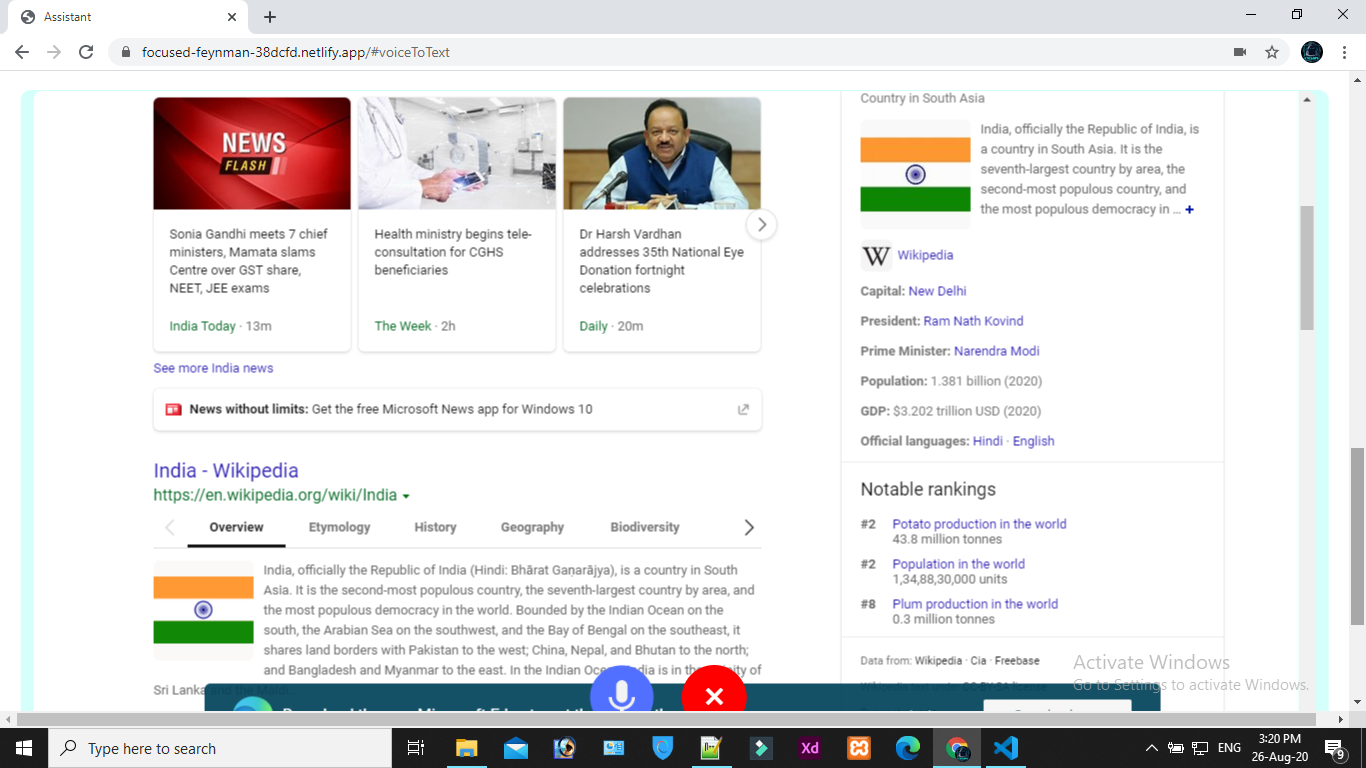 Assistant
focused-feynman-38dcfd.netlify.app/#voiceToText
NEWS
FLASH
Sonia Gandhi meets 7 chief
ministers, Mamata slams
Centre over GST share,
NEET, JEE exams
India Today · 13m
Health ministry begins tele-
consultation for CGHS
beneficiaries
The Week · 2h
Dr Harsh Vardhan
addresses 35th National Eye
Donation fortnight
celebrations
Daily · 20m
See more India news
News without limits: Get the free Microsoft News app for Windows 10
India - Wikipedia
https://en.wikipedia.org/wiki/India
Overview Etymology History Geography Biodiversity
India, officially the Republic of India (Hindi: Bhārat Gaṇarājya), is a country in South
Asia. It is the second-most populous country, the seventh-largest country by area, and
the most populous democracy in the world. Bounded by the Indian Ocean on the
south, the Arabian Sea on the southwest, and the Bay of Bengal on the southeast, it
shares land borders with Pakistan to the west; China, Nepal, and Bhutan to the north;
and Bangladesh and Myanmar to the east. In the Indian is in the of
Sri Lanka and the
Country in South Asia
India, officially the Republic of India, is
a country in South Asia. It is the
seventh-largest country by area, the
second-most populous country, and
the most populous democracy in ... +
W Wikipedia
Capital: New Delhi
President: Ram Nath Kovind
Prime Minister: Narendra Modi
Population: 1.381 billion (2020)
GDP: $3.202 trillion USD (2020)
Official languages: Hindi · English
Notable rankings
#2 Potato production in the world
43.8 million tonnes
#2 Population in the world
1,34,88,30,000 units
#8 Plum production in the world
0.3 million tonnes
Data from: Wikipedia · Cia · Freebase
Activate Windows
Go to Settings to activate Windows.
Type here to search
Xd
ENG
3:20 PM
26-Aug-20
9